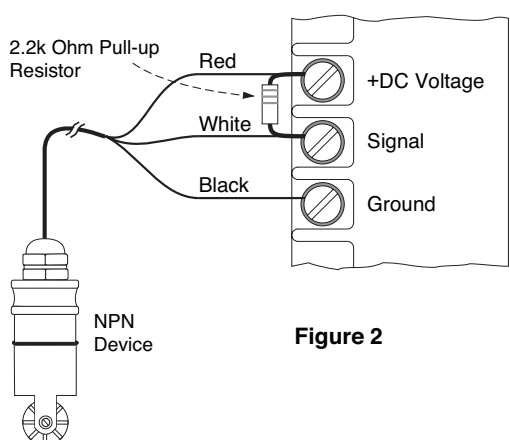 2.2k Ohm Pull-up
Resistor
Red
+DC Voltage
White
Signal
Black
Ground
NPN
Device
Figure 2